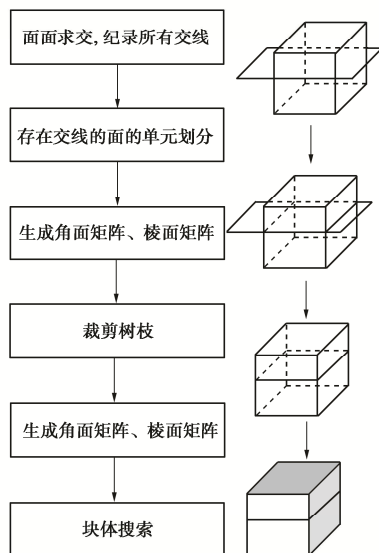 面面求交, 纪录所有交线
存在交线的面的单元划分
生成角面矩阵、棱面矩阵
裁剪树枝
生成角面矩阵、棱面矩阵
块体搜索